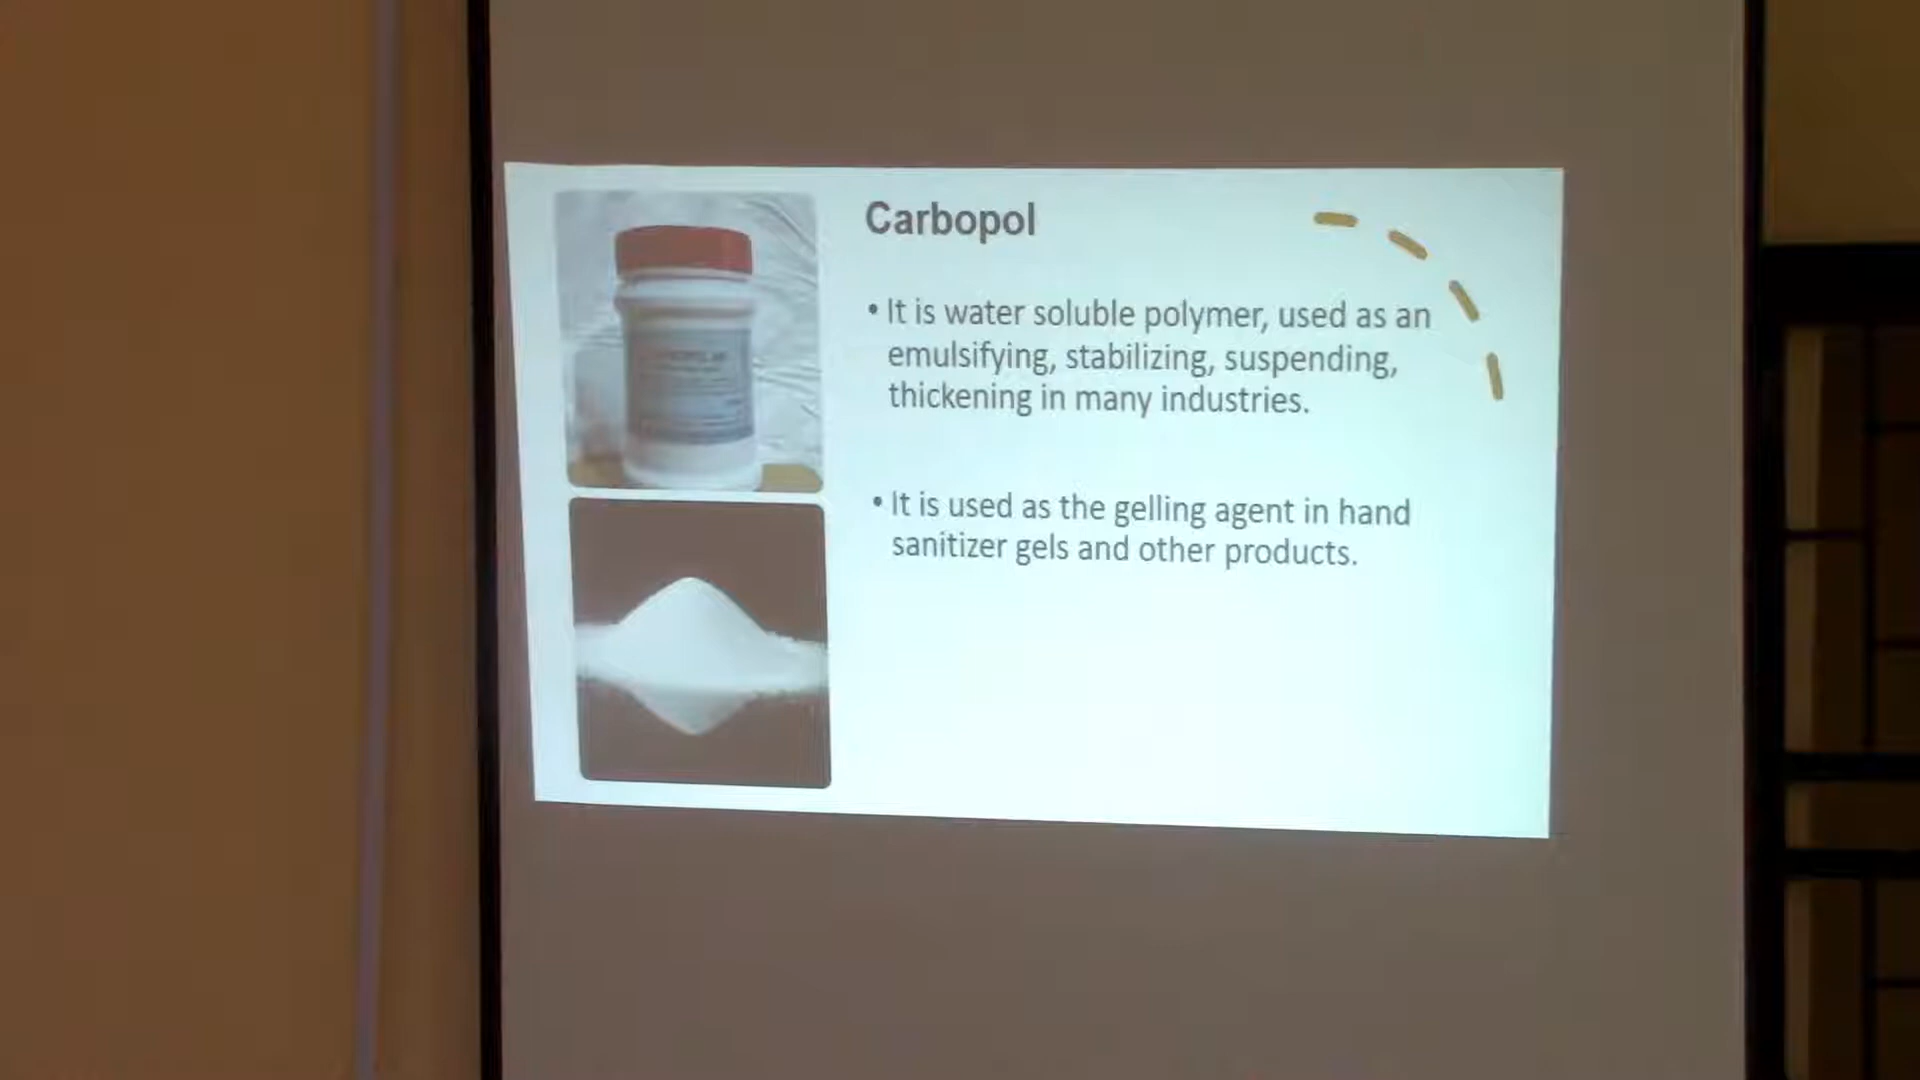 Carbopol
• It is water soluble polymer, used as an
emulsifying, stabilizing, suspending,
thickening in many industries.
• It is used as the gelling agent in hand
sanitizer gels and other products.